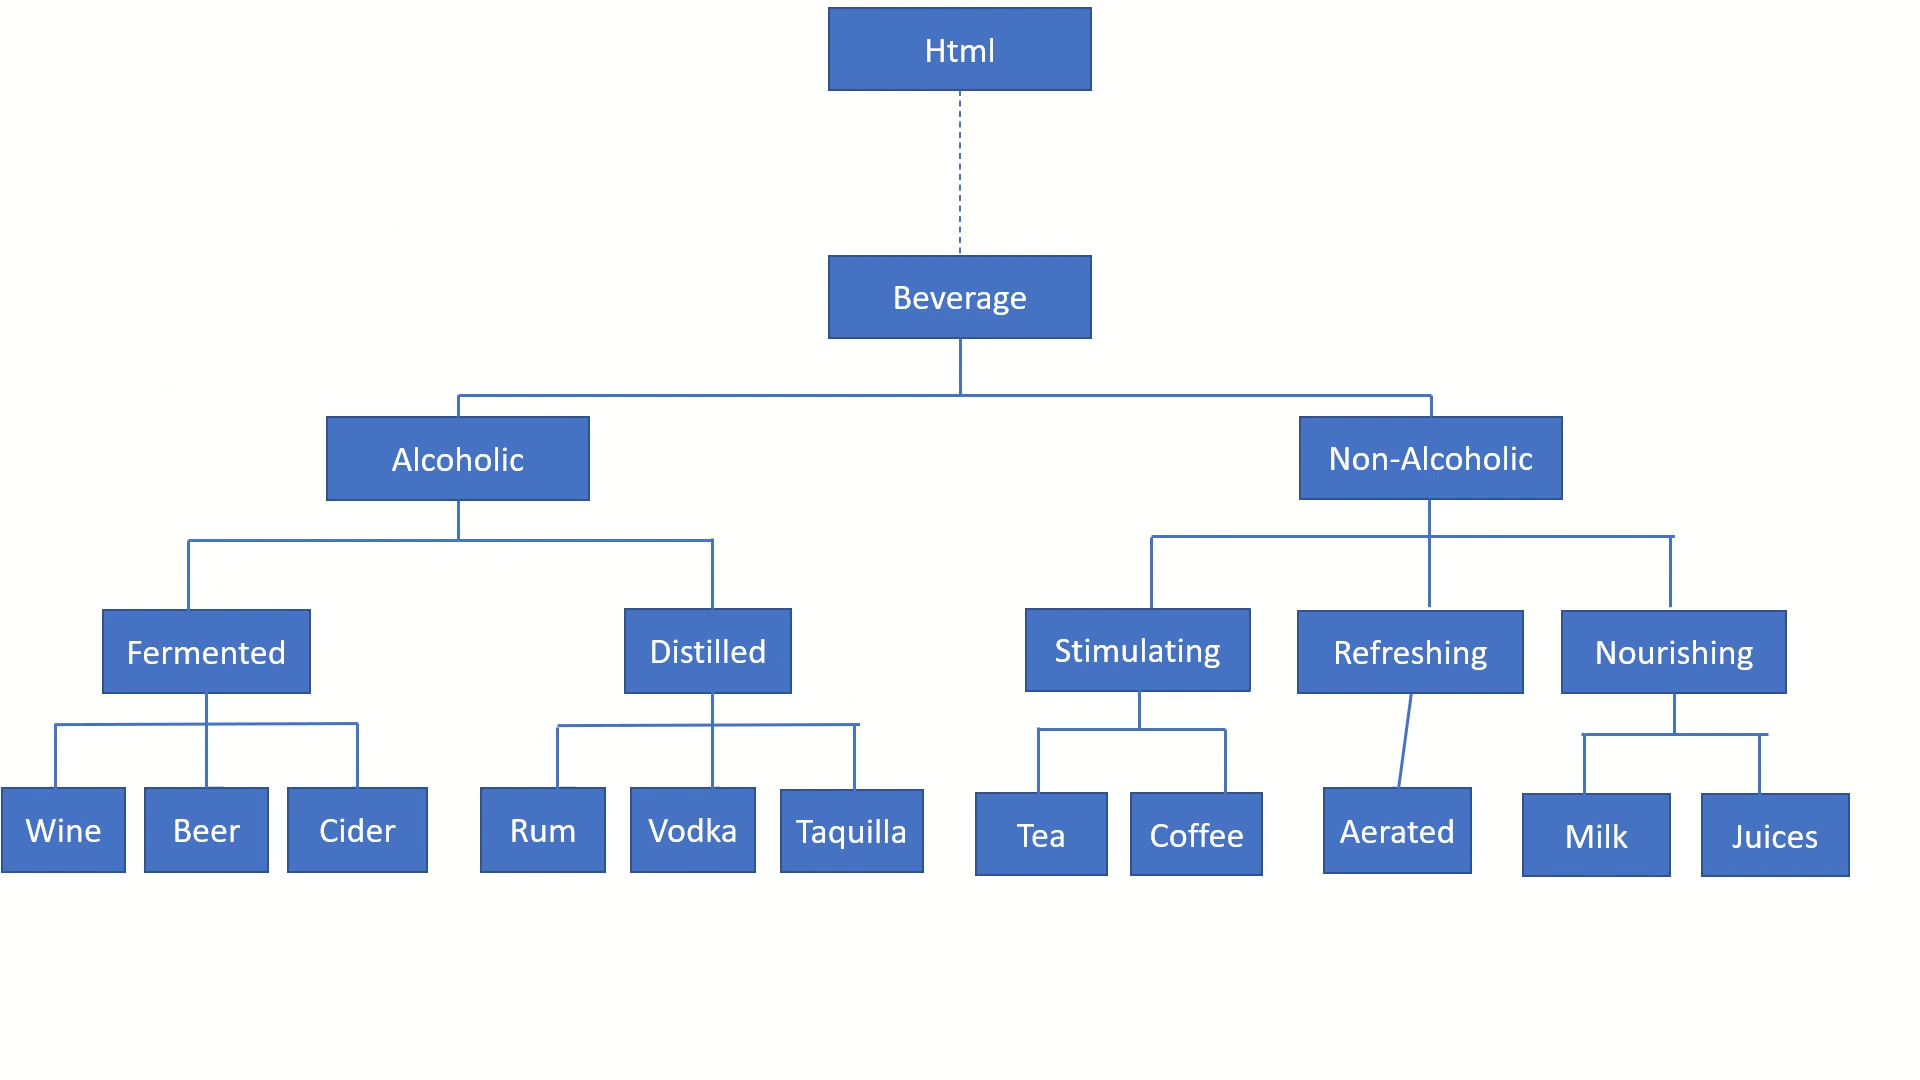 Html
Beverage
Alcoholic
Non-Alcoholic
Fermented
Distilled
Stimulating
Refreshing
Nourishing
Wine
Beer
Cider
Rum
Vodka
Taquilla
Tea
Coffee
Aerated
Milk
Juices